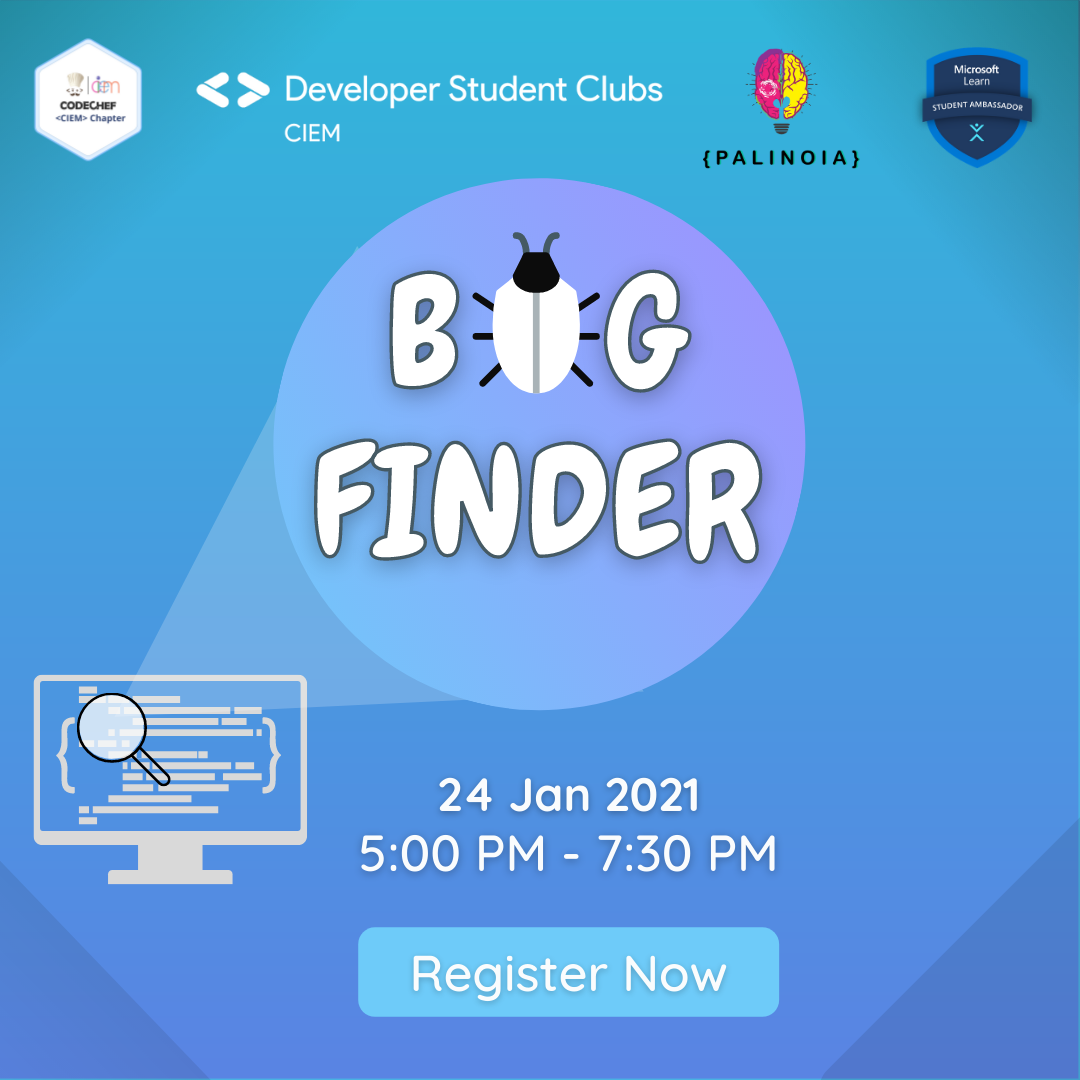 ciem
CODECHEF
<CIEM> Chapter
Developer Student Clubs
CIEM
{PALINOIA}
Microsoft
Learn
STUDENT AMBASSADOR
B G
FINDER
24 Jan 2021
5:00 PM - 7:30 PM
Register Now